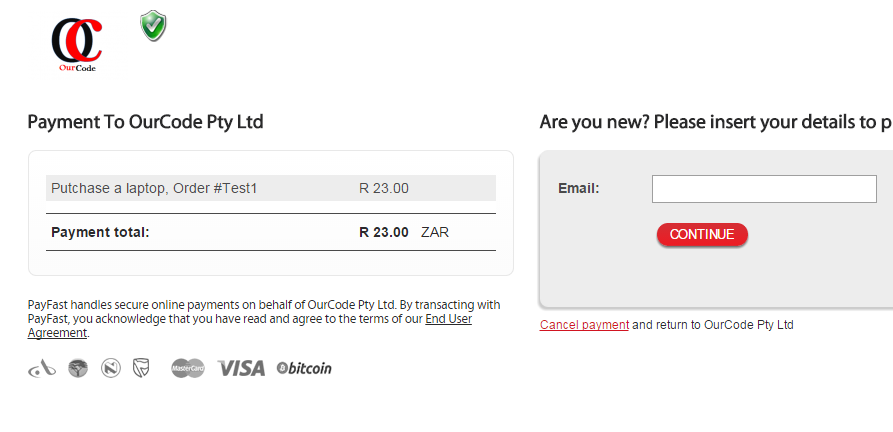 OurCode
Payment To OurCode Pty Ltd
Putchase a laptop, Order #Test1 R 23.00
Payment total: R 23.00 ZAR
PayFast handles secure online payments on behalf of OurCode Pty Ltd. By transacting with
PayFast, you acknowledge that you have read and agree to the terms of our End User
Agreement.
MasterCard VISA bitcoin
Are you new? Please insert your details to p
Email:
CONTINUE
Cancel payment and return to OurCode Pty Ltd